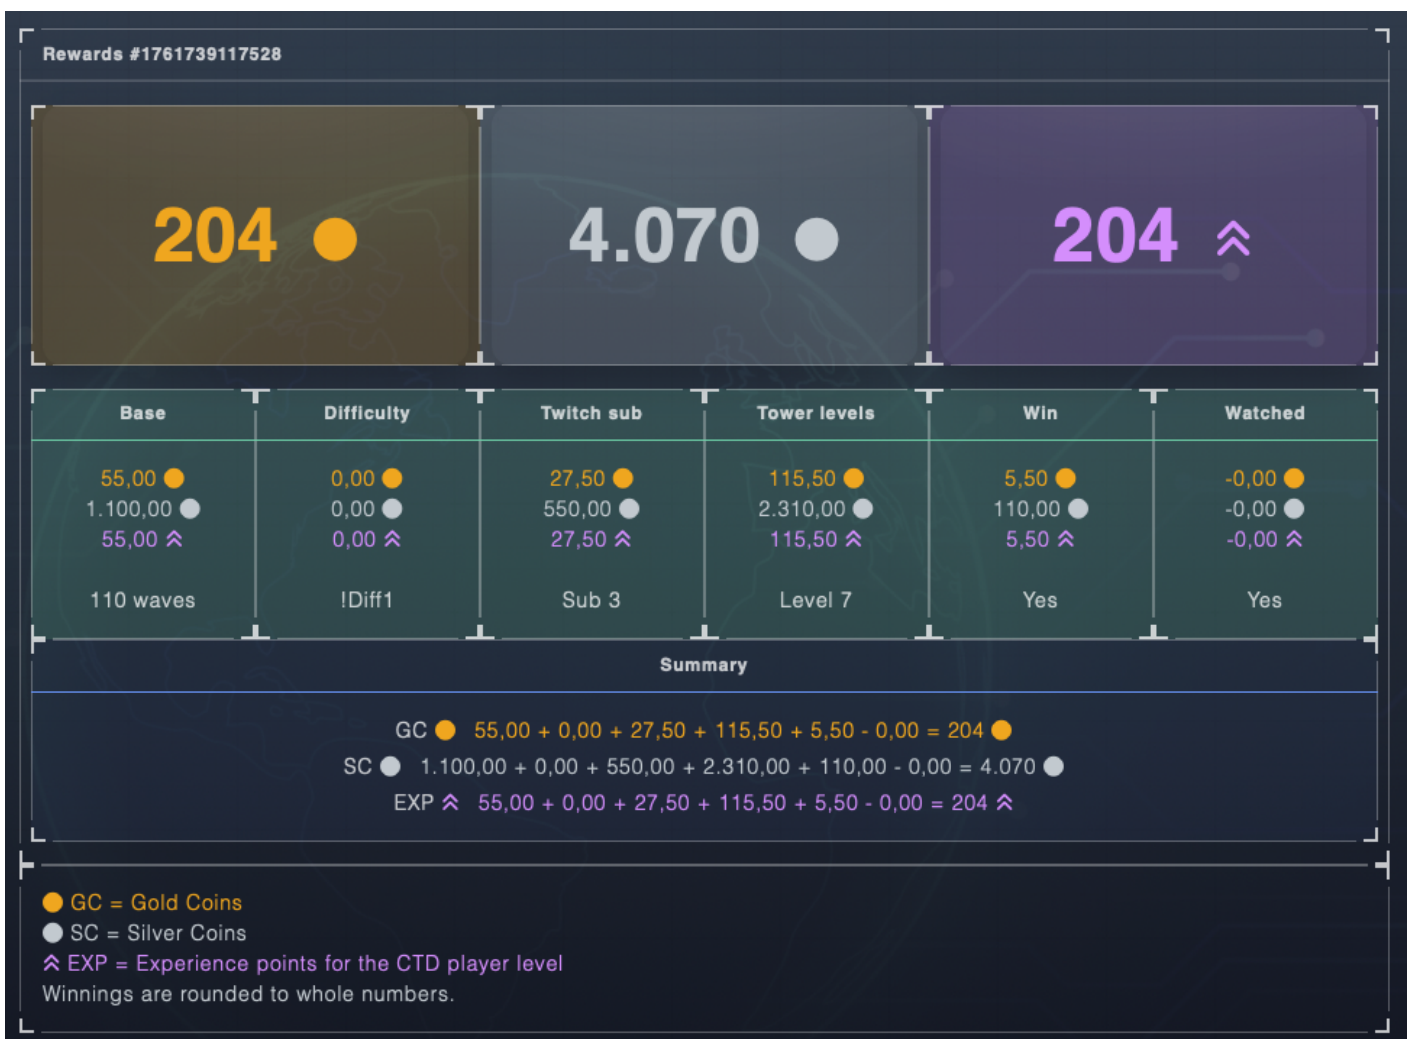 Rewards #1761739117528
204
4.070
204
Base
Difficulty
Twitch sub
Tower levels
Win
Watched
55,00
1.100,00
55,00
110 waves
0,00
0,00
0,00
!Diff1
27,50
550,00
27,50
Sub 3
115,50
2.310,00
115,50
Level 7
5,50
110,00
5,50
Yes
-0,00
-0,00
-0,00
Yes
Summary
GC 55,00 + 0,00 + 27,50 + 115,50 + 5,50 - 0,00 = 204
SC 1.100,00 + 0,00 + 550,00 + 2.310,00 + 110,00 - 0,00 = 4.070
EXP 55,00 + 0,00 + 27,50 + 115,50 + 5,50 - 0,00 = 204
GC = Gold Coins
SC = Silver Coins
EXP = Experience points for the CTD player level
Winnings are rounded to whole numbers.